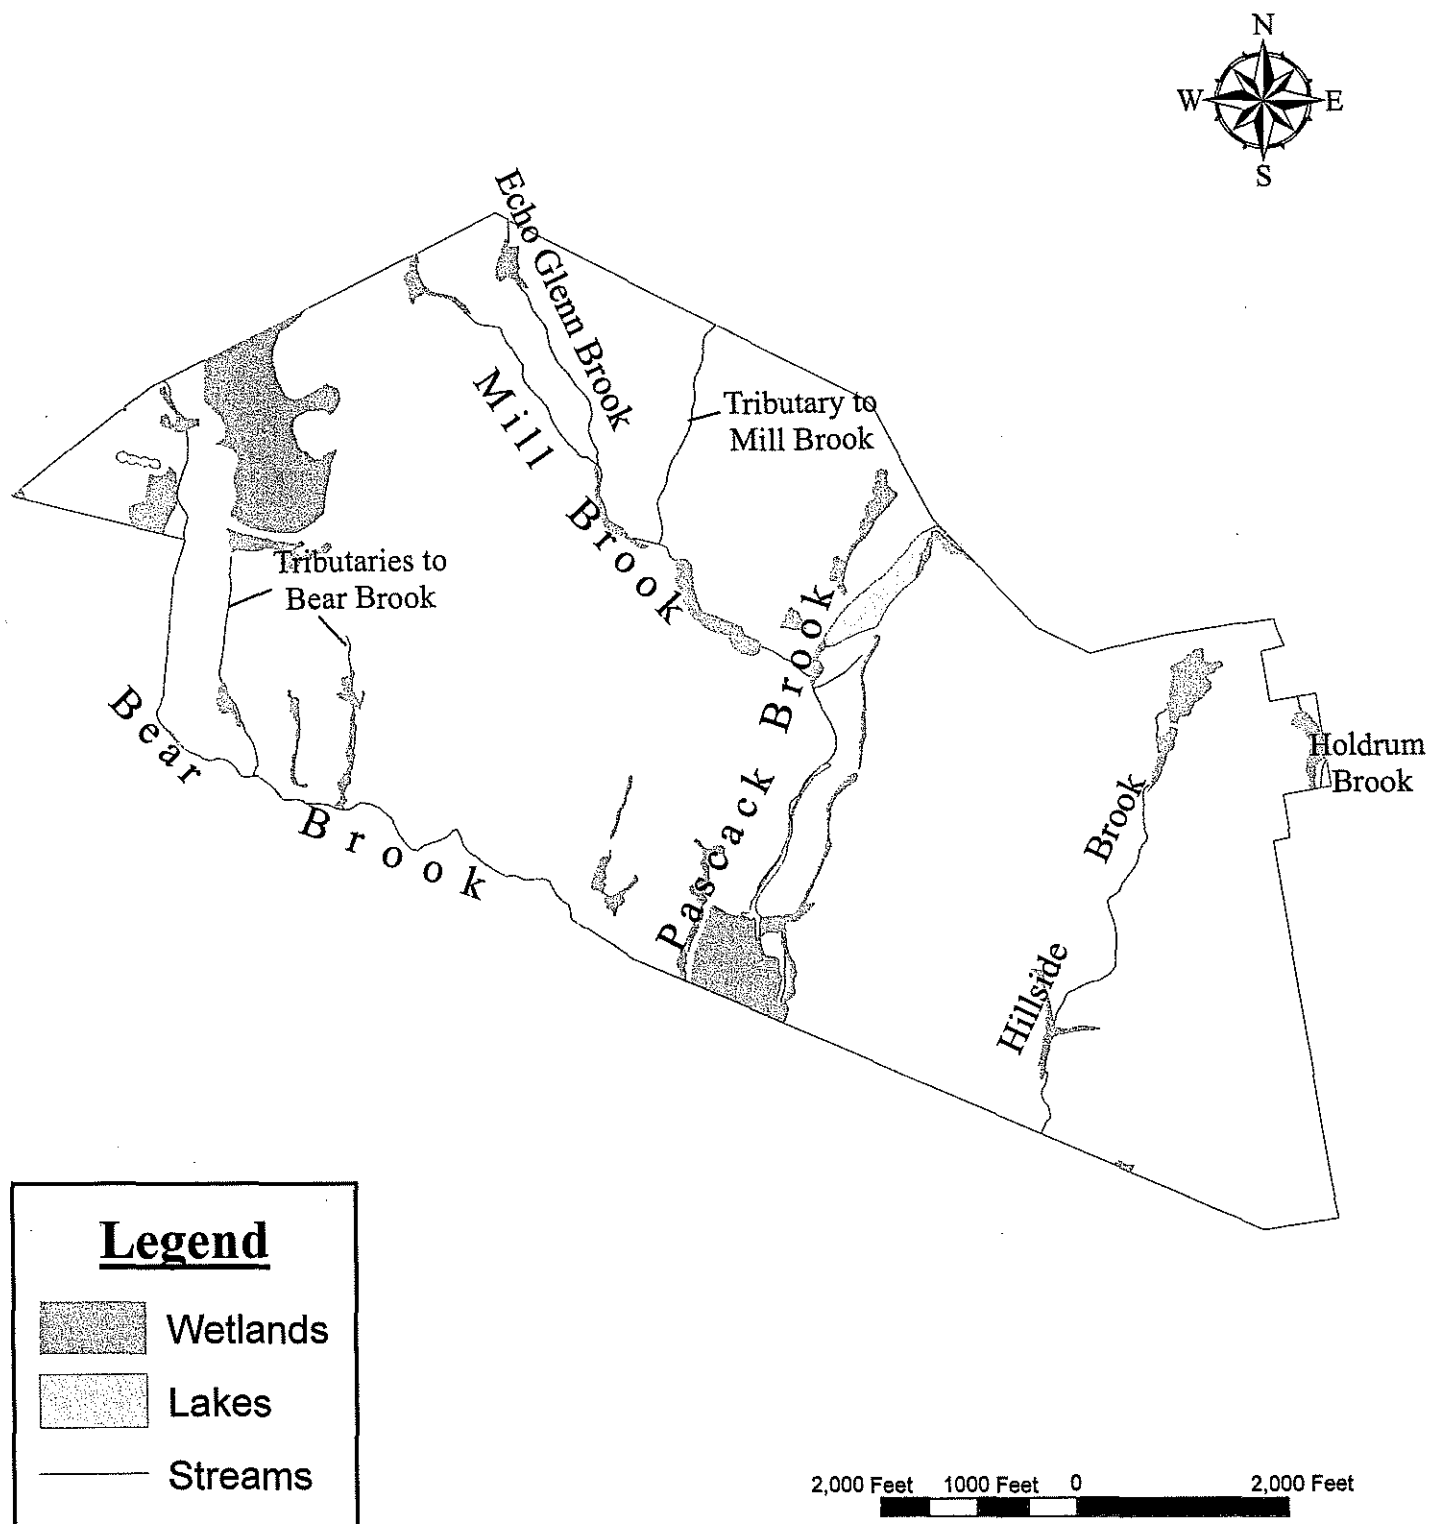 N
W E
S
Echo Glenn Brook
Mill Brook
Tributary to
Mill Brook
Tributaries to
Bear Brook
Bear Brook
Pascack Brook
Hillside Brook
Holdrum
Brook
Legend
Wetlands
Lakes
Streams
2,000 Feet 1000 Feet 0 2,000 Feet